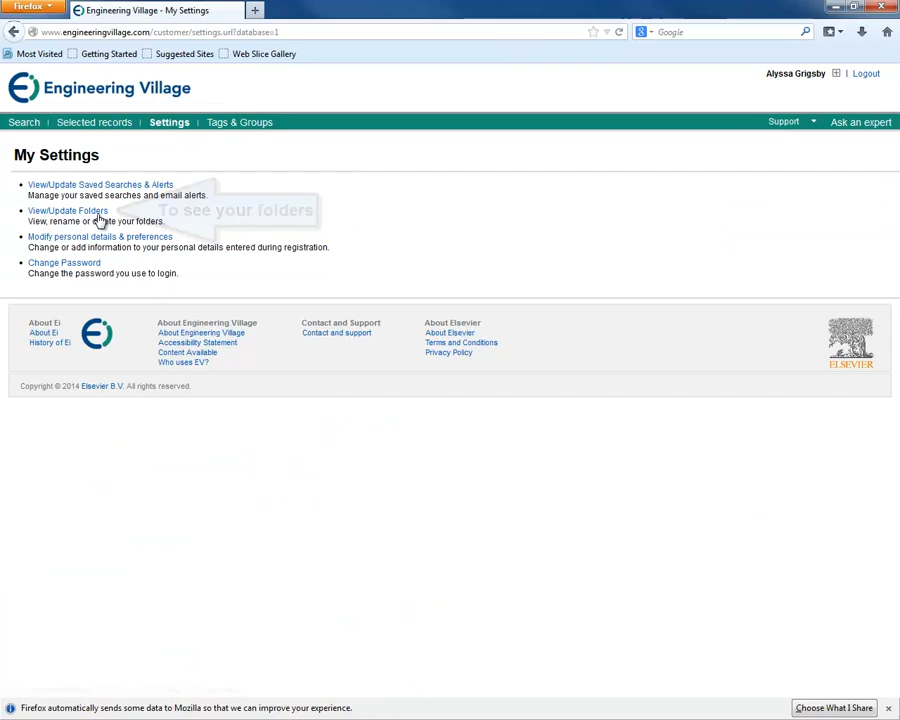 Firefox
Engineering Village - My Settings
www.engineeringvillage.com/customer/settings.url?database=1
Google
Most Visited Getting Started Suggested Sites Web Slice Gallery
Engineering Village
Alyssa Grigsby | Logout
Search | Selected records | Settings | Tags & Groups
Support Ask an expert
My Settings
View/Update Saved Searches & Alerts
Manage your saved searches and email alerts.
View/Update Folders
View, rename or your folders.
To see your folders
Modify personal details & preferences
Change or add information to your personal details entered during registration.
Change Password
Change the password you use to login.
About Ei
About Ei
History of Ei
About Engineering Village
About Engineering Village
Accessibility Statement
Content Available
Who uses EV?
Contact and Support
Contact and support
About Elsevier
About Elsevier
Terms and Conditions
Privacy Policy
ELSEVIER
Copyright © 2014 Elsevier B.V. All rights reserved.
Firefox automatically sends some data to Mozilla so that we can improve your experience.
Choose What I Share